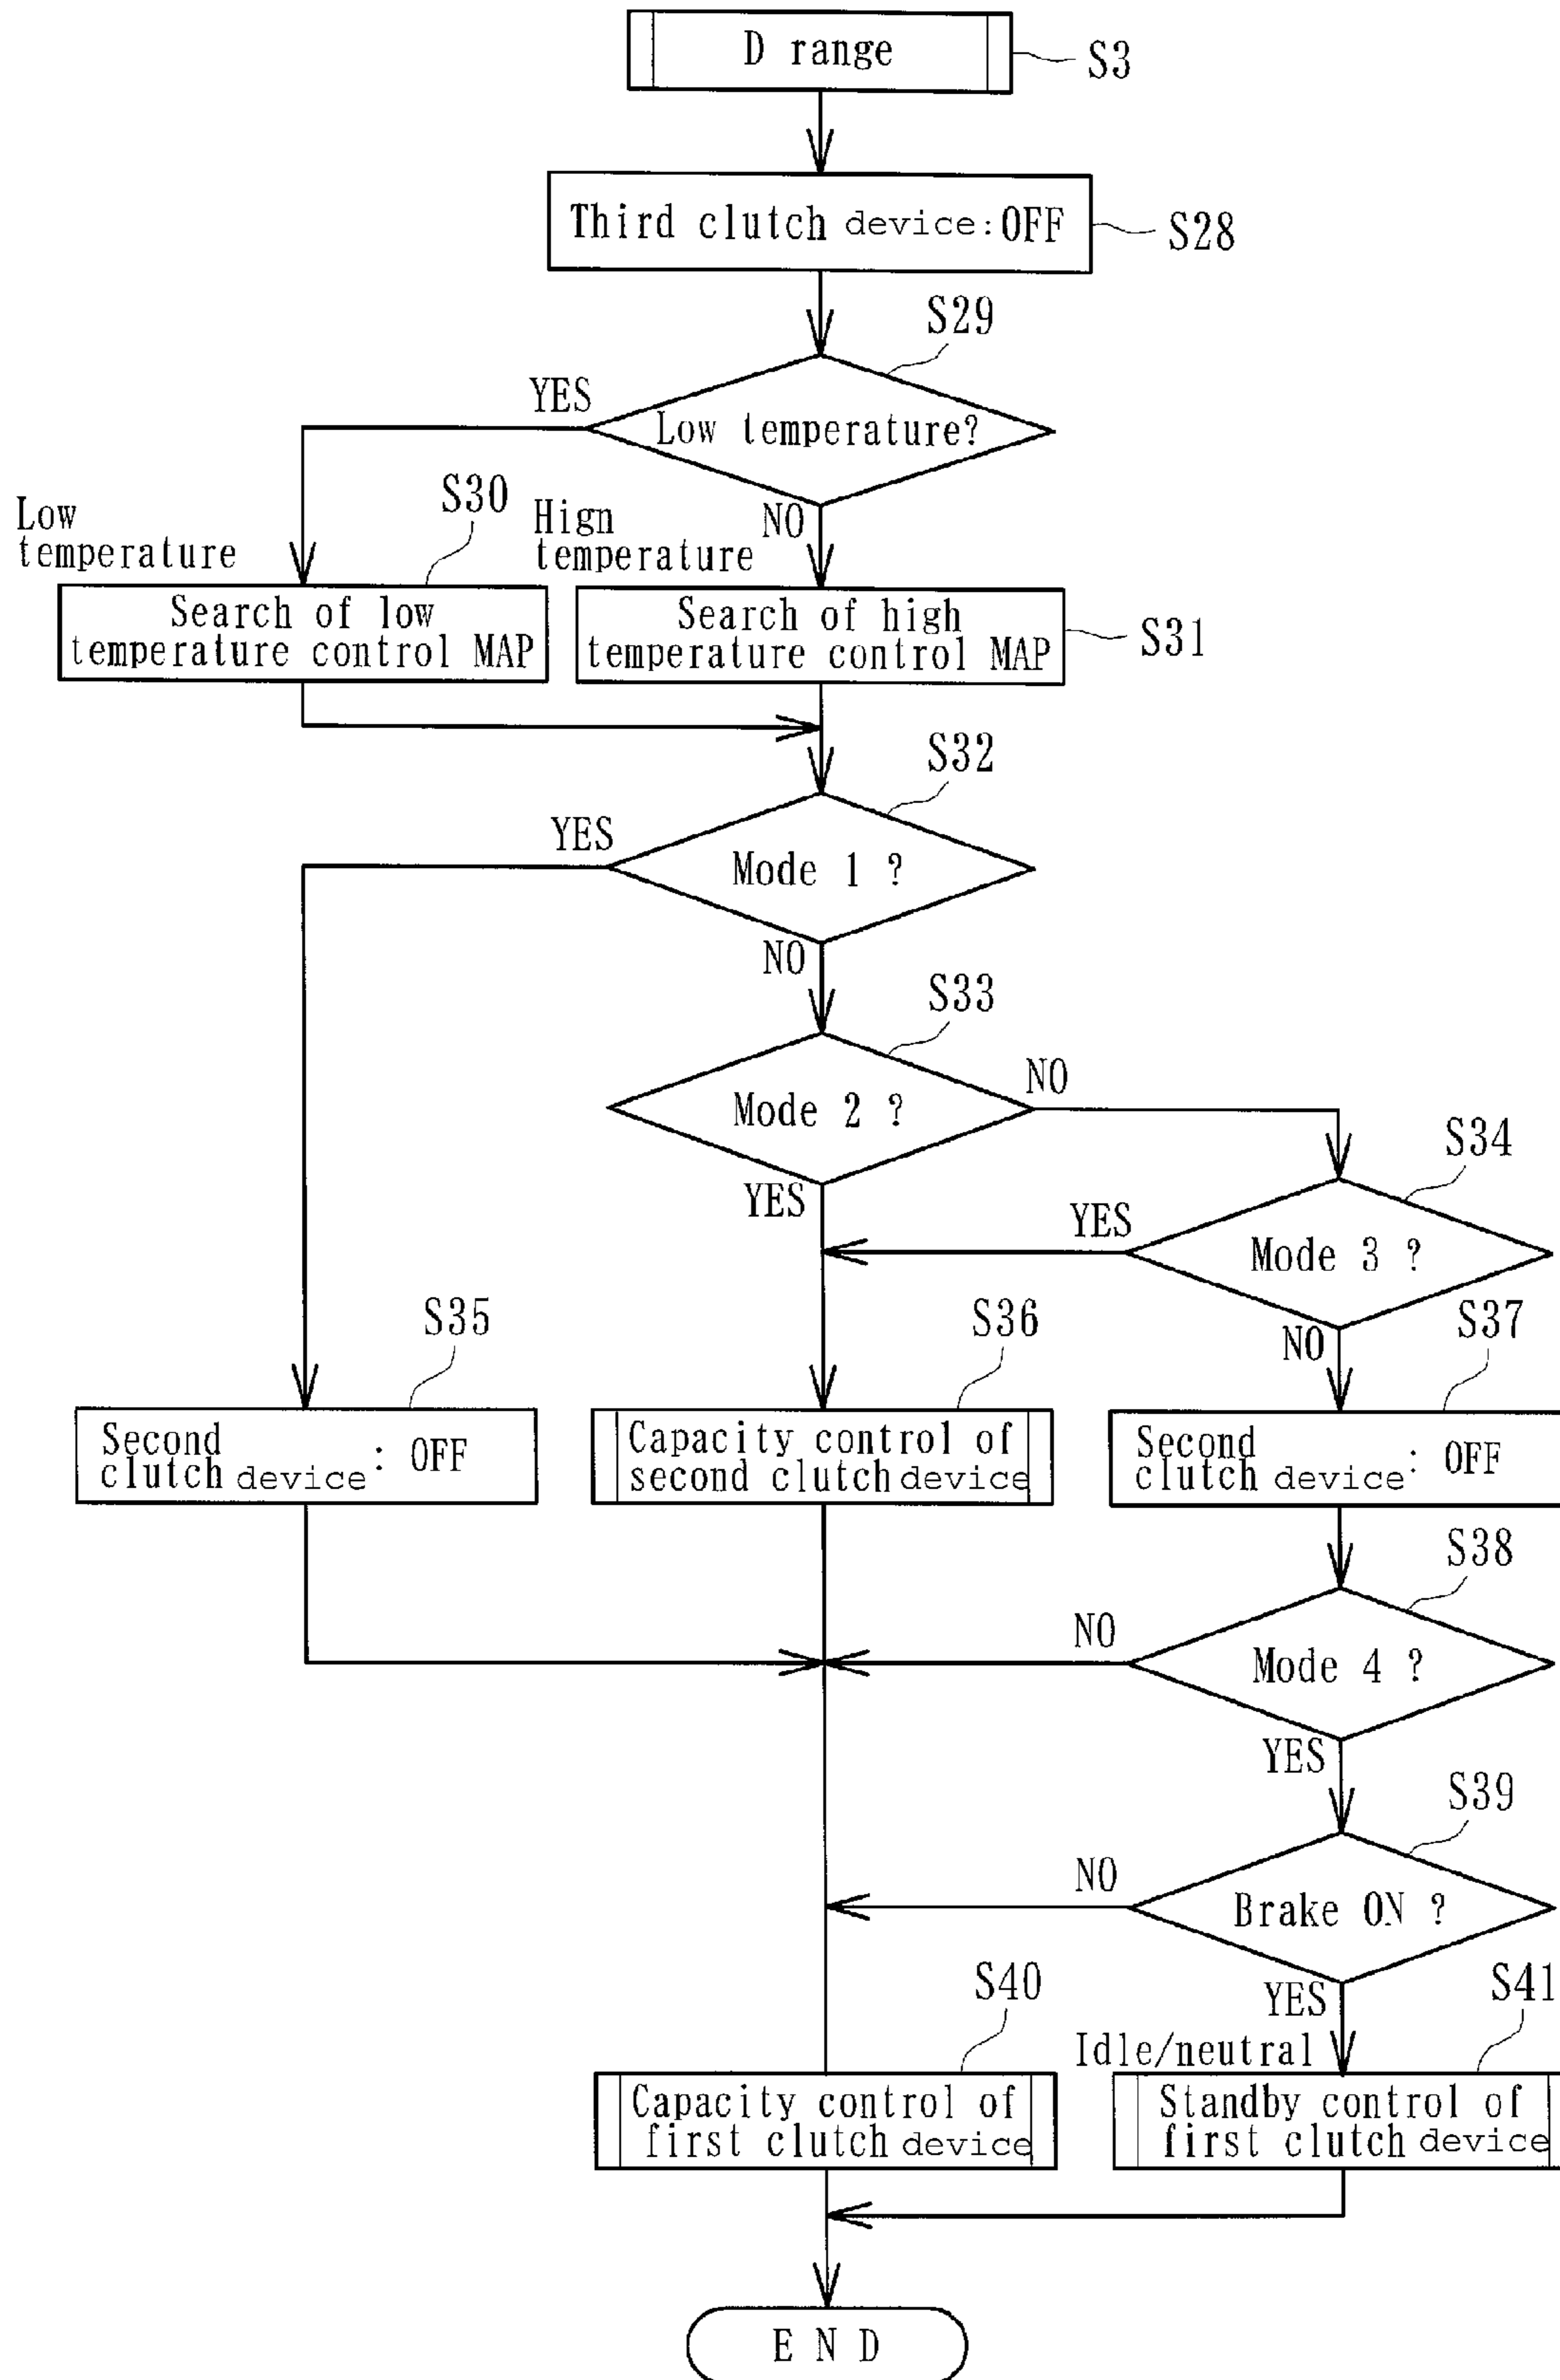 D range
S3
Third clutch device:OFF
S28
S29
YES
Low temperature?
S30
Low
temperature
NO
Hign
temperature
Search of low
temperature control MAP
Search of high
temperature control MAP
S31
S32
YES
Mode 1 ?
NO
S33
Mode 2 ?
NO
S34
YES
YES
Mode 3 ?
S35
S36
NO
S37
Second
clutch device : OFF
Capacity control of
second clutch device
Second
clutch device : OFF
S38
NO
Mode 4 ?
YES
S39
NO
Brake ON ?
S40
YES
S41
Idle/neutral
Capacity control of
first clutch device
Standby control of
first clutch device
E N D